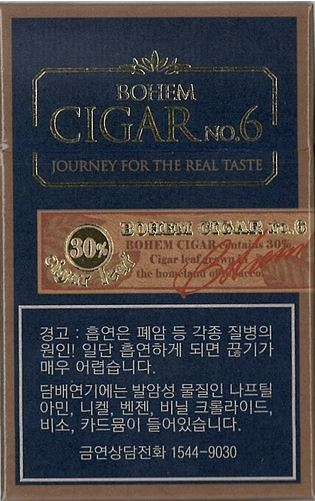 BOHEM
CIGAR NO.6
JOURNEY FOR THE REAL TASTE
BOHEM CIGAR NO.6
30%
cigar leaf
BOHEM CIGAR contains 30%
Cigar leaf grown in
the homeland of tobacco.
경고 : 흡연은 폐암 등 각종 질병의
원인! 일단 흡연하게 되면 끊기가
매우 어렵습니다.
담배연기에는 발암성 물질인 나프틸
아민, 니켈, 벤젠, 비닐 크롤라이드,
비소, 카드뮴이 들어있습니다.
금연상담전화 1544-9030